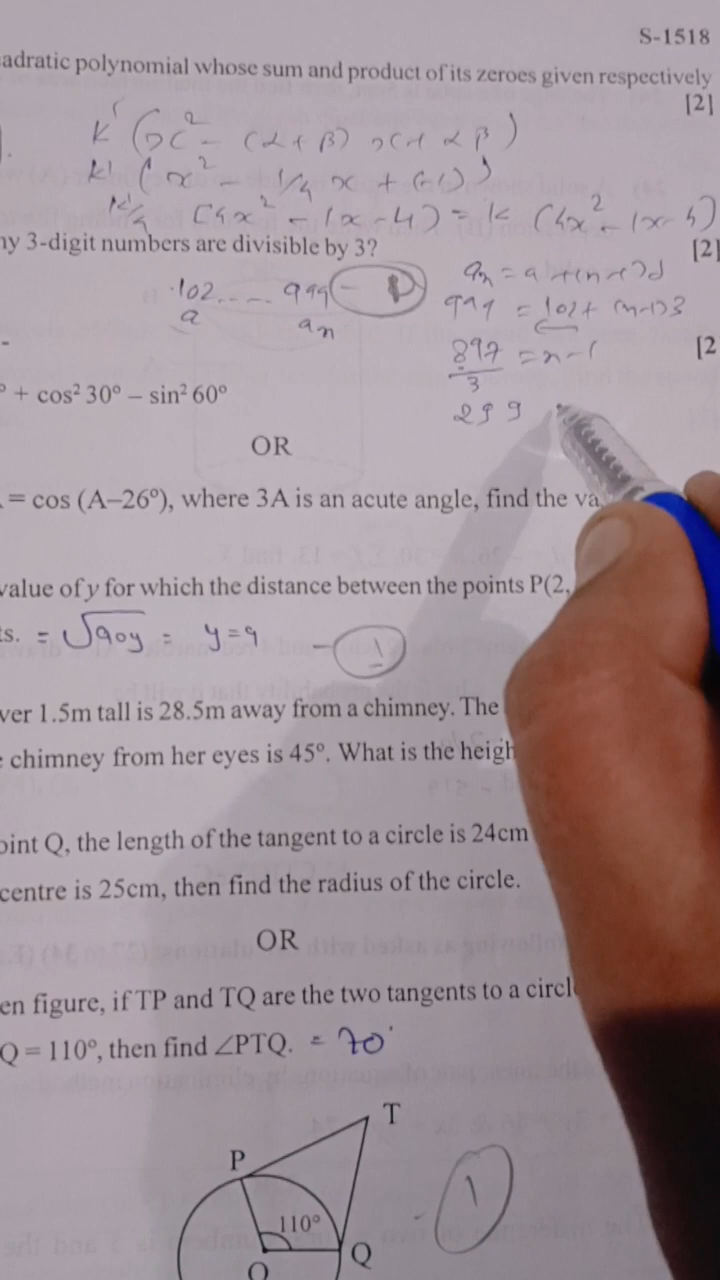 S-1518
adratic polynomial whose sum and product of its zeroes given respectively
[2]
k' (x² - (α+β) x+ αβ)
k' (x² - 1/4 x + (-1))
k'/4 (4x² - 1x - 4) = k (4x² - 1x - 4)
ny 3-digit numbers are divisible by 3?
[2]
102.... 999 - 1
a an
an = a+(n-1)d
999 = 102+ (n-1)3
897/3 = n-1
299
[2
° + cos² 30° – sin² 60°
OR
= cos (A–26°), where 3A is an acute angle, find the va
value of y for which the distance between the points P(2,
ts. = √90y = y=9 - 1
ver 1.5m tall is 28.5m away from a chimney. The
chimney from her eyes is 45°. What is the heigh
oint Q, the length of the tangent to a circle is 24cm
centre is 25cm, then find the radius of the circle.
OR
en figure, if TP and TQ are the two tangents to a circl
Q = 110°, then find ∠PTQ. = 70°
T
P
- 1
110°
O
Q